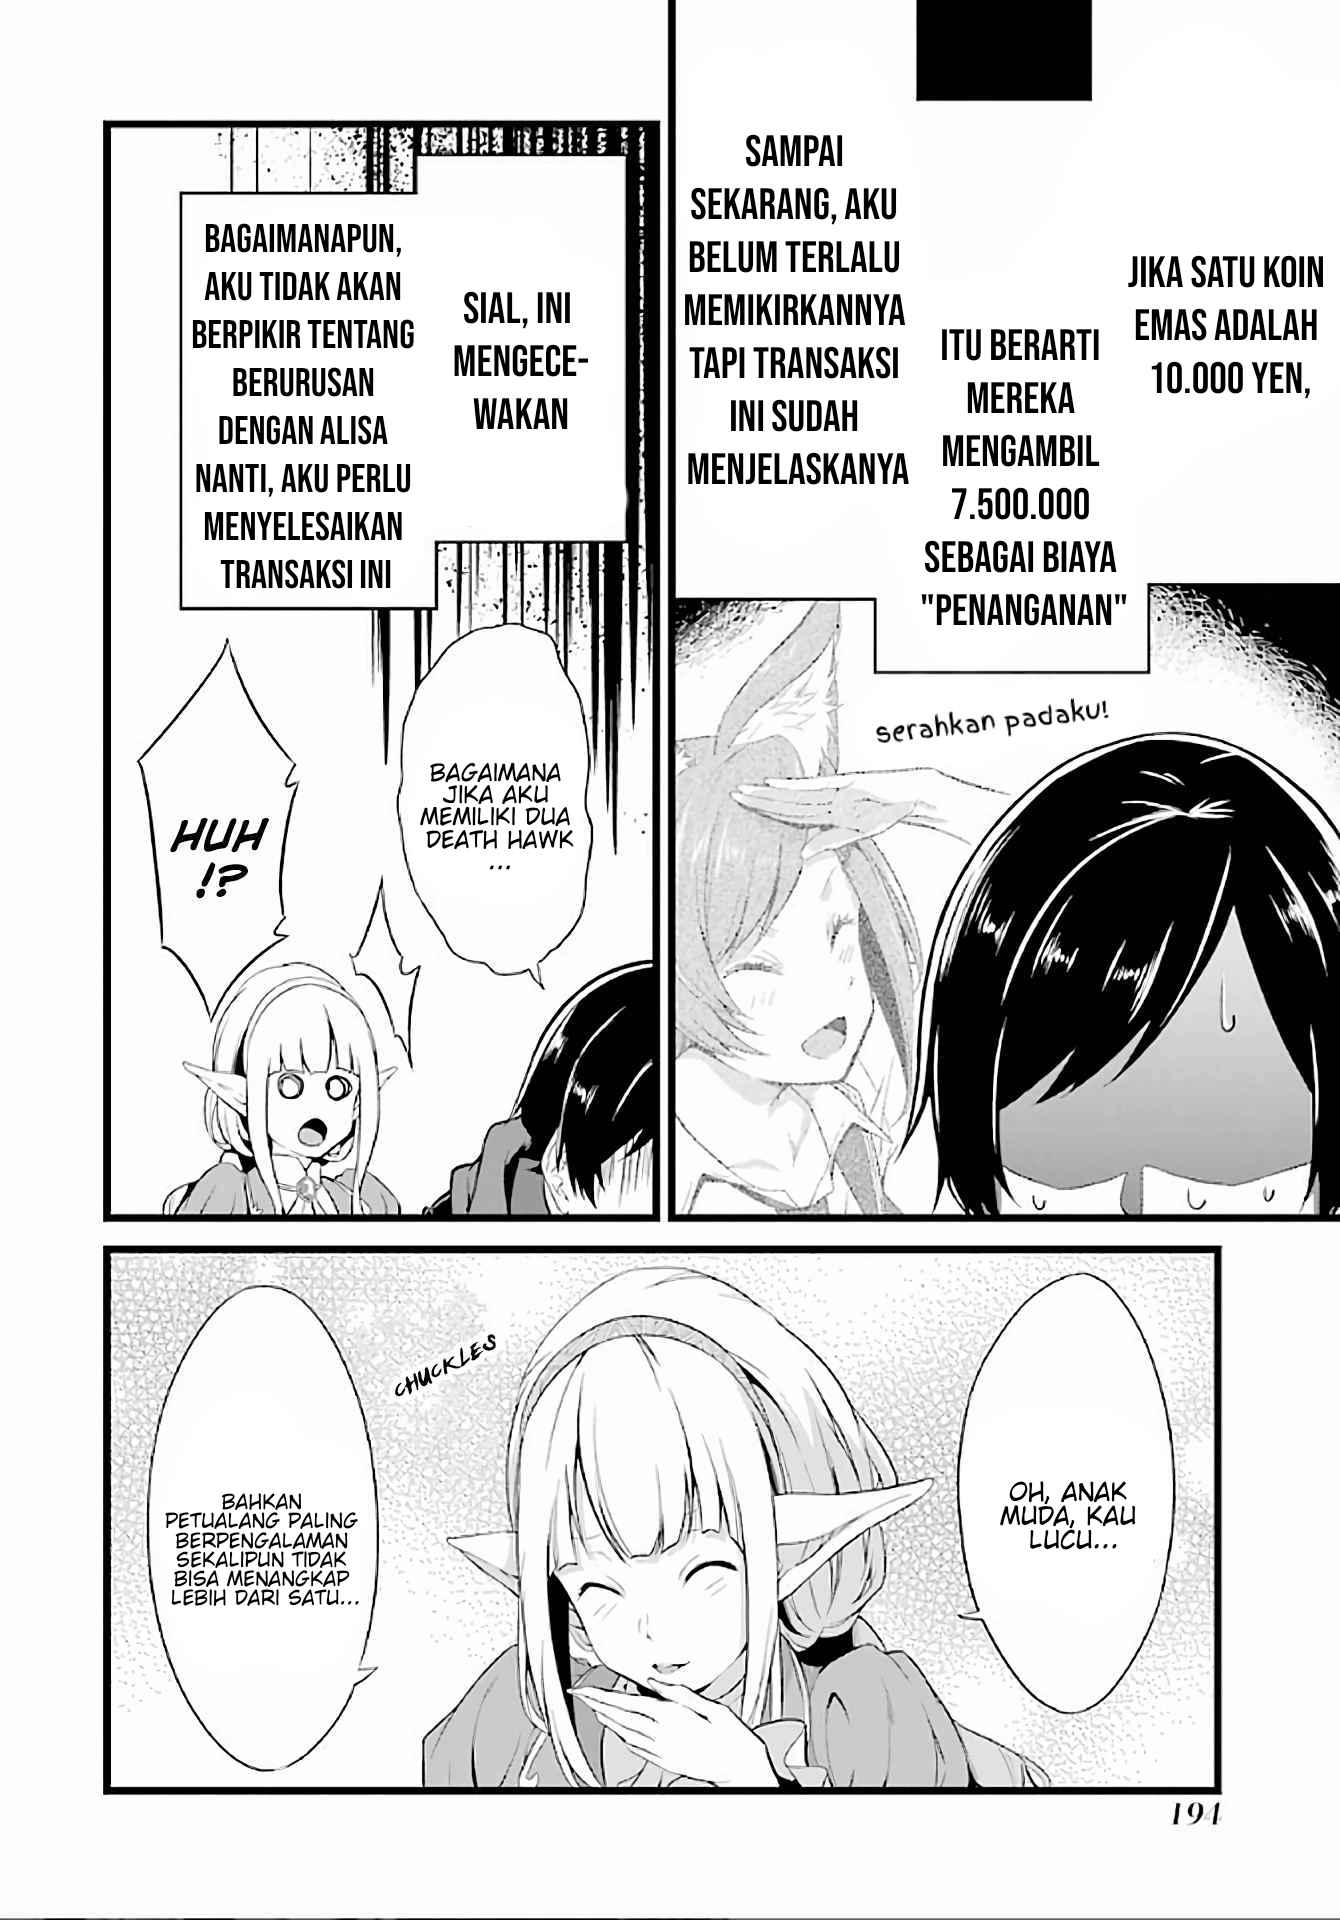 JIKA SATU KOIN
EMAS ADALAH
10.000 YEN,
ITU BERARTI
MEREKA
MENGAMBIL
7.500.000
SEBAGAI BIAYA
"PENANGANAN"
SAMPAI
SEKARANG, AKU
BELUM TERLALU
MEMIKIRKANNYA
TAPI TRANSAKSI
INI SUDAH
MENJELASKANYA
serahkan padaku!
SIAL, INI
MENGECE-
WAKAN
BAGAIMANAPUN,
AKU TIDAK AKAN
BERPIKIR TENTANG
BERURUSAN
DENGAN ALISA
NANTI, AKU PERLU
MENYELESAIKAN
TRANSAKSI INI
BAGAIMANA
JIKA AKU
MEMILIKI DUA
DEATH HAWK
...
HUH
!?
OH, ANAK
MUDA, KAU
LUCU...
CHUCKLES
BAHKAN
PETUALANG PALING
BERPENGALAMAN
SEKALIPUN TIDAK
BISA MENANGKAP
LEBIH DARI SATU...
194